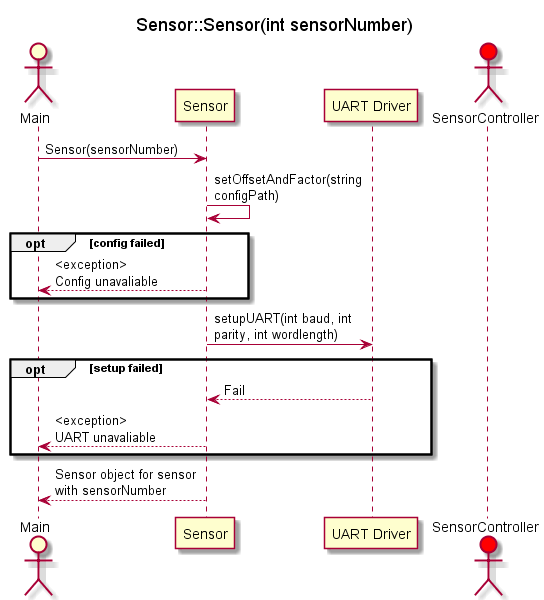 Sensor::Sensor(int sensorNumber)
Main
Sensor
UART Driver
SensorController
Sensor(sensorNumber)
setOffsetAndFactor(string
configPath)
opt [config failed]
<exception>
Config unavaliable
setupUART(int baud, int
parity, int wordlength)
opt [setup failed]
Fail
<exception>
UART unavaliable
Sensor object for sensor
with sensorNumber
Main
Sensor
UART Driver
SensorController